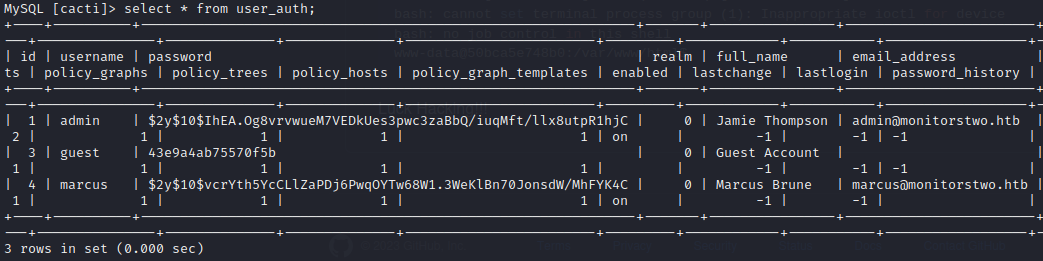 MySQL [cacti]> select * from user_auth;
| id | username | password | realm | full_name | email_address
ts | policy_graphs | policy_trees | policy_hosts | policy_graph_templates | enabled | lastchange | lastlogin | password_history |
| 1 | admin | $2y$10$IhEA.Og8vrvwueM7VEDkUes3pwc3zaBbQ/iuqMft/llx8utpR1hjC | 0 | Jamie Thompson | admin@monitorstwo.htb
2 | 1 | 1 | 1 | 1 | on | -1 | -1 | -1 |
| 3 | guest | 43e9a4ab75570f5b | 0 | Guest Account |
1 | 1 | 1 | 1 | 1 | | -1 | -1 | -1 |
| 4 | marcus | $2y$10$vcrYth5YcCLlZaPDj6PwqOYTw68W1.3WeKlBn70JonsdW/MhFYK4C | 0 | Marcus Brune | marcus@monitorstwo.htb
1 | 1 | 1 | 1 | 1 | on | -1 | -1 | |
3 rows in set (0.000 sec)